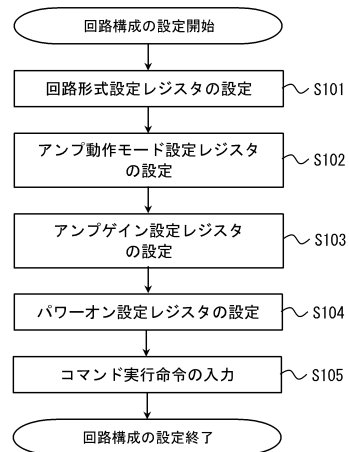 回路構成の設定開始
回路形式設定レジスタの設定
S101
アンプ動作モード設定レジスタ
の設定
S102
アンプゲイン設定レジスタ
の設定
S103
パワーオン設定レジスタの設定
S104
コマンド実行命令の入力
S105
回路構成の設定終了